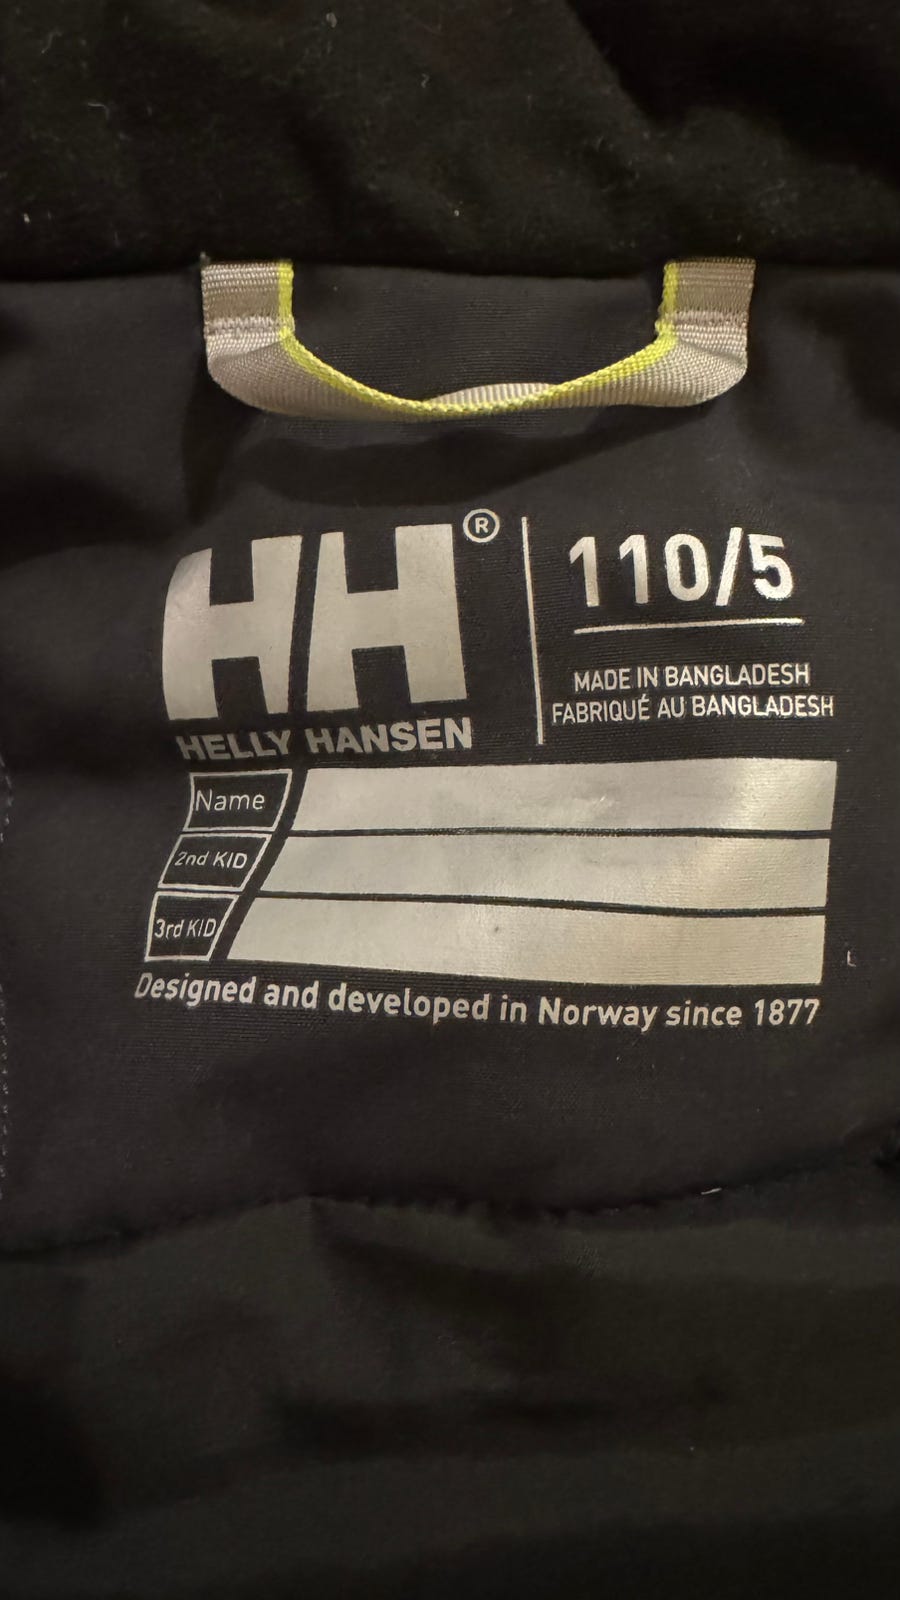 HH®
HELLY HANSEN
110/5
MADE IN BANGLADESH
FABRIQUÉ AU BANGLADESH
Name
2nd KID
3rd KID
Designed and developed in Norway since 1877